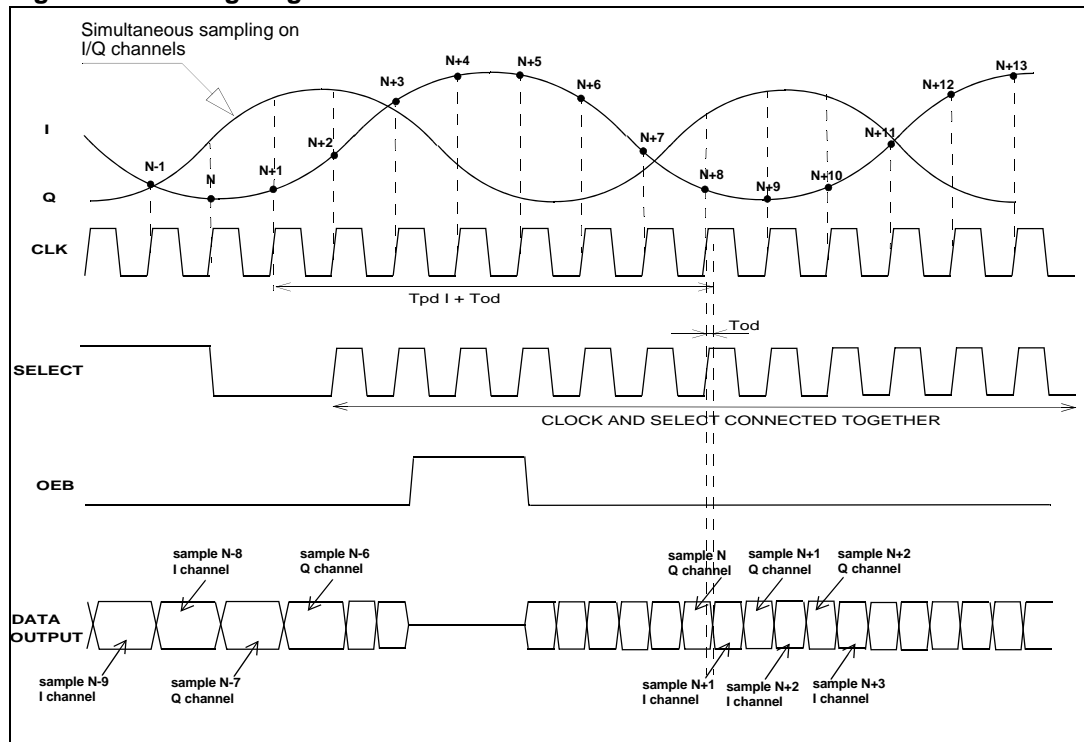 Simultaneous sampling on
I/Q channels
N+3
N+4
N+5
N+6
N+12
N+13
N+2
N+7
N+11
I
N-1
N
N+1
N+8
N+9
N+10
Q
CLK
Tpd I + Tod
Tod
SELECT
CLOCK AND SELECT CONNECTED TOGETHER
OEB
sample N-8
I channel
sample N-6
Q channel
sample N
Q channel
sample N+1
Q channel
sample N+2
Q channel
DATA
OUTPUT
sample N-9
I channel
sample N-7
Q channel
sample N+1
I channel
sample N+2
I channel
sample N+3
I channel